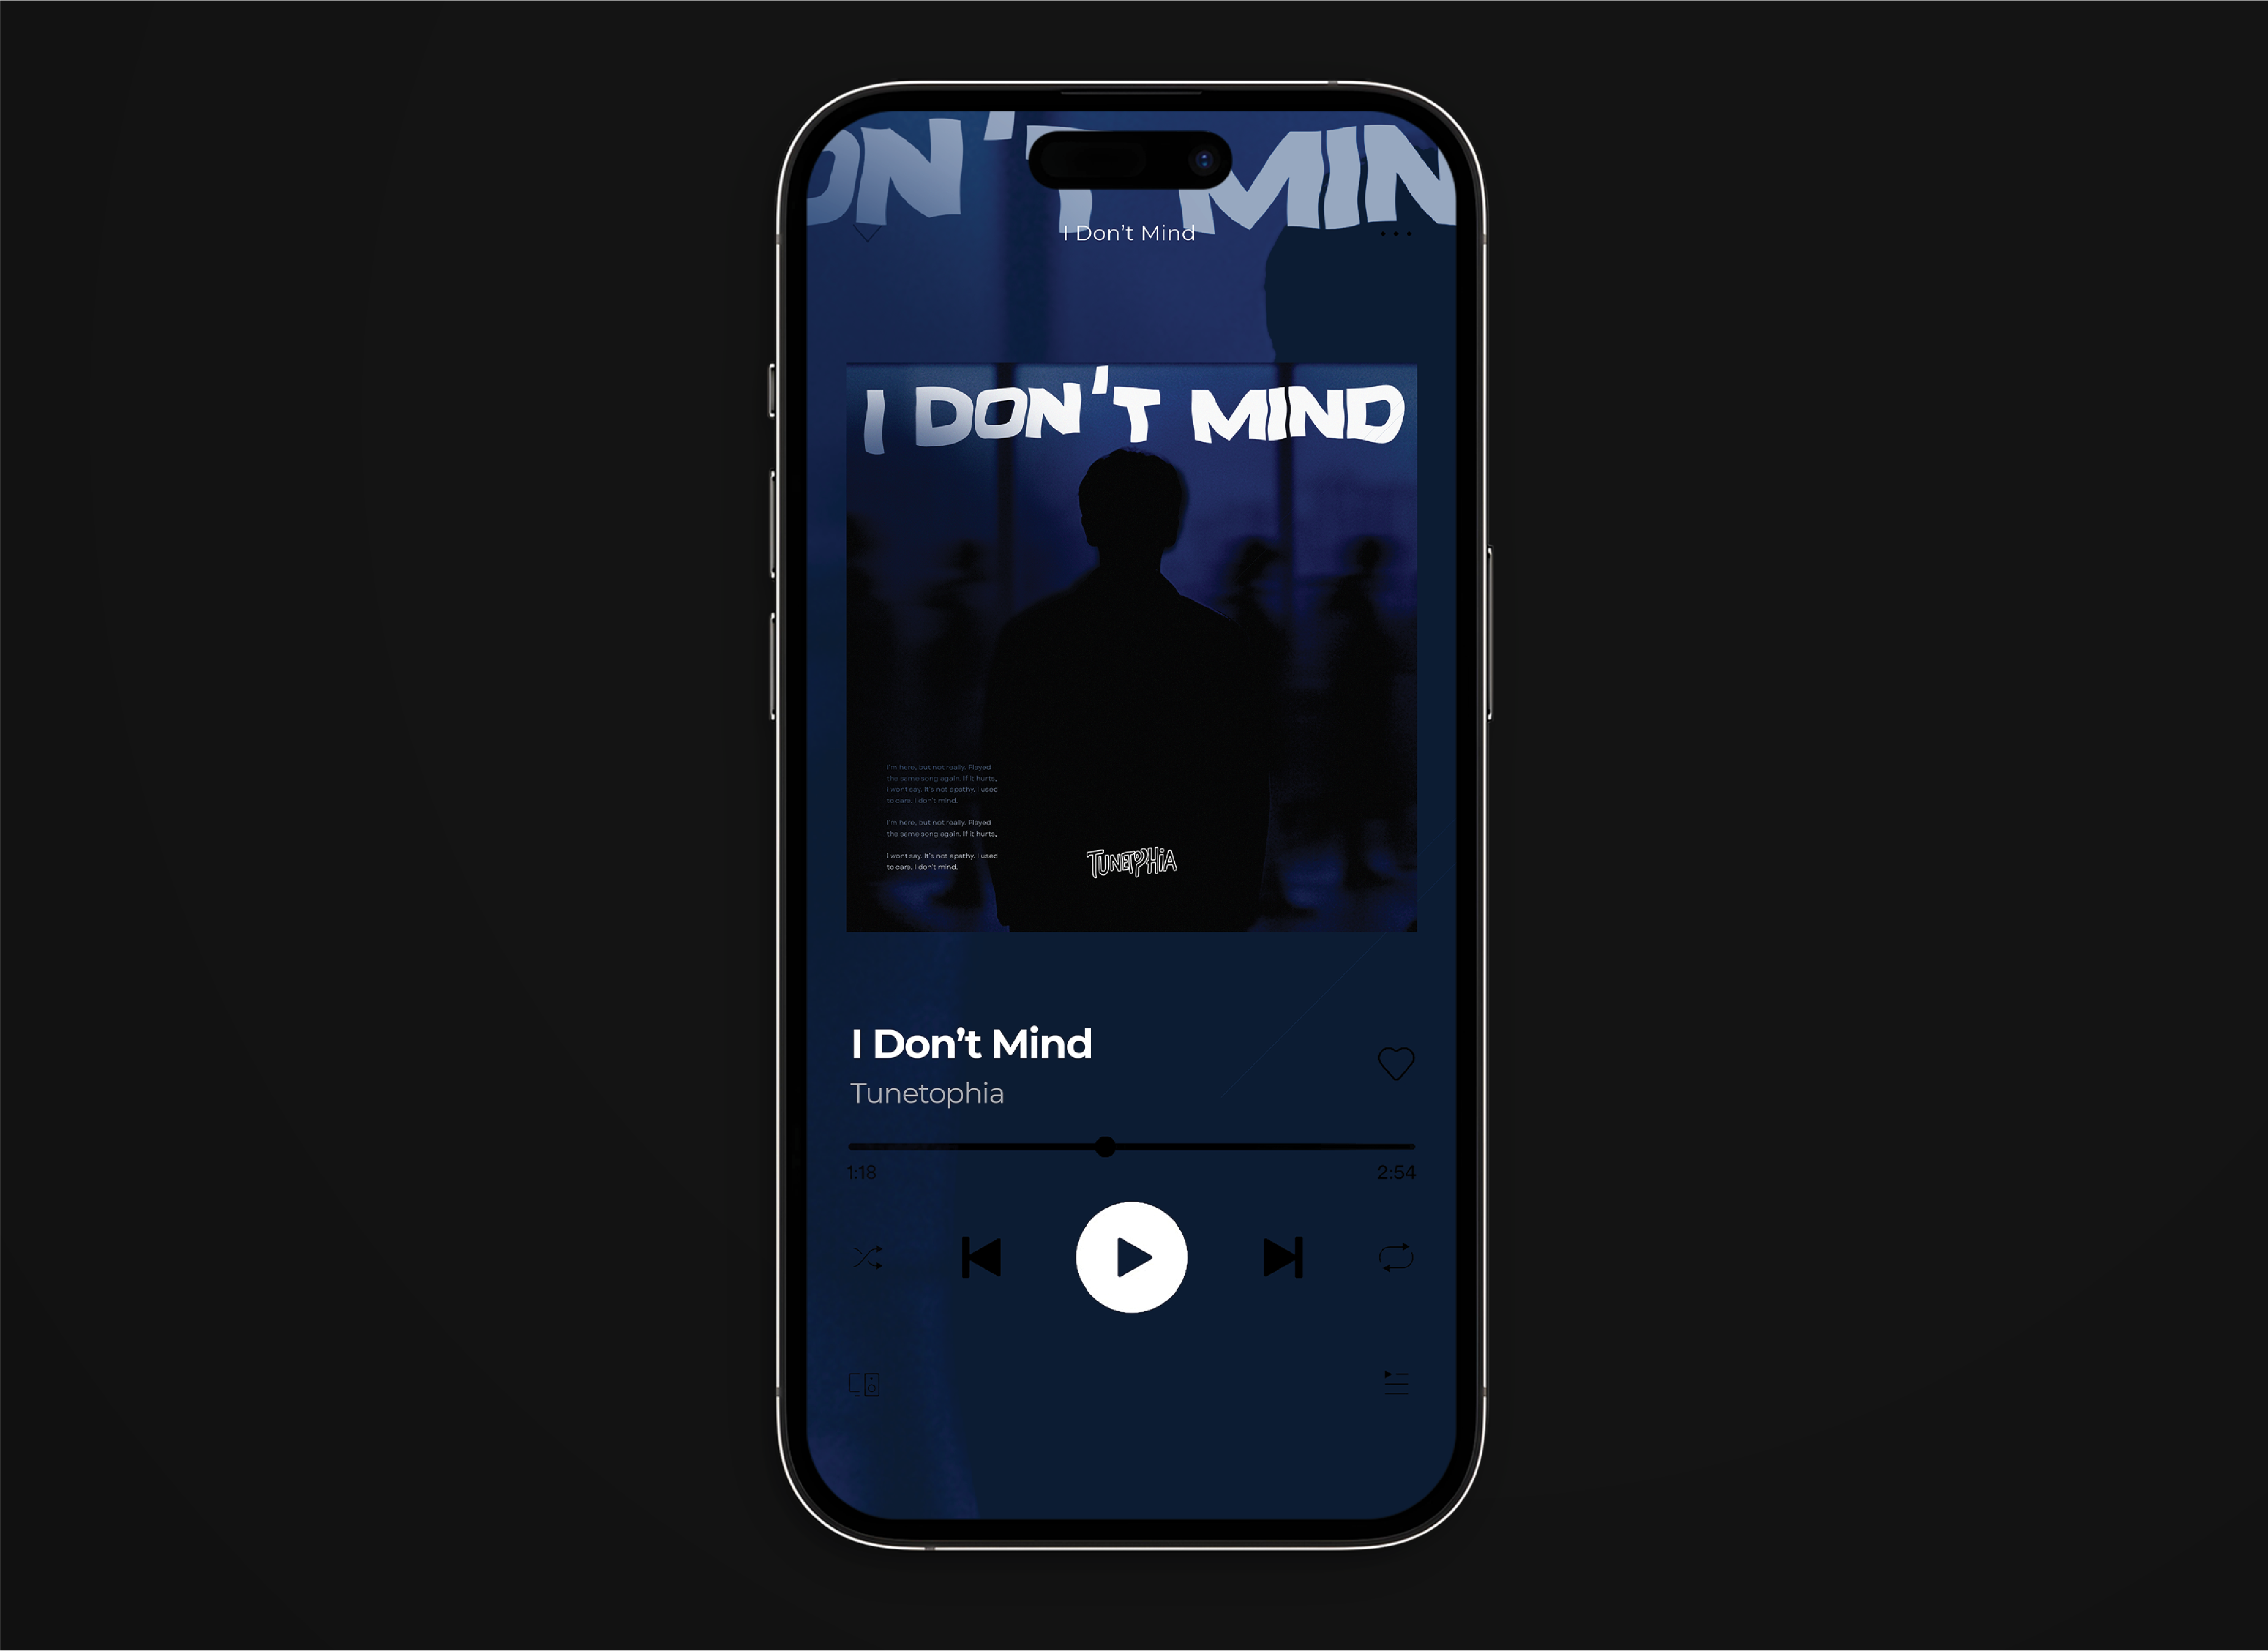 ON'T MIN
I Don't Mind
I DON'T MIND
I'm here, but not really. Played
the same song again. If it hurts,
I wont say. It's not apathy. I used
to care. I don't mind.
I'm here, but not really. Played
the same song again. If it hurts,
I wont say. It's not apathy. I used
to care. I don't mind.
TUNETOPHiA
I Don't Mind
Tunetophia
1:18
2:54